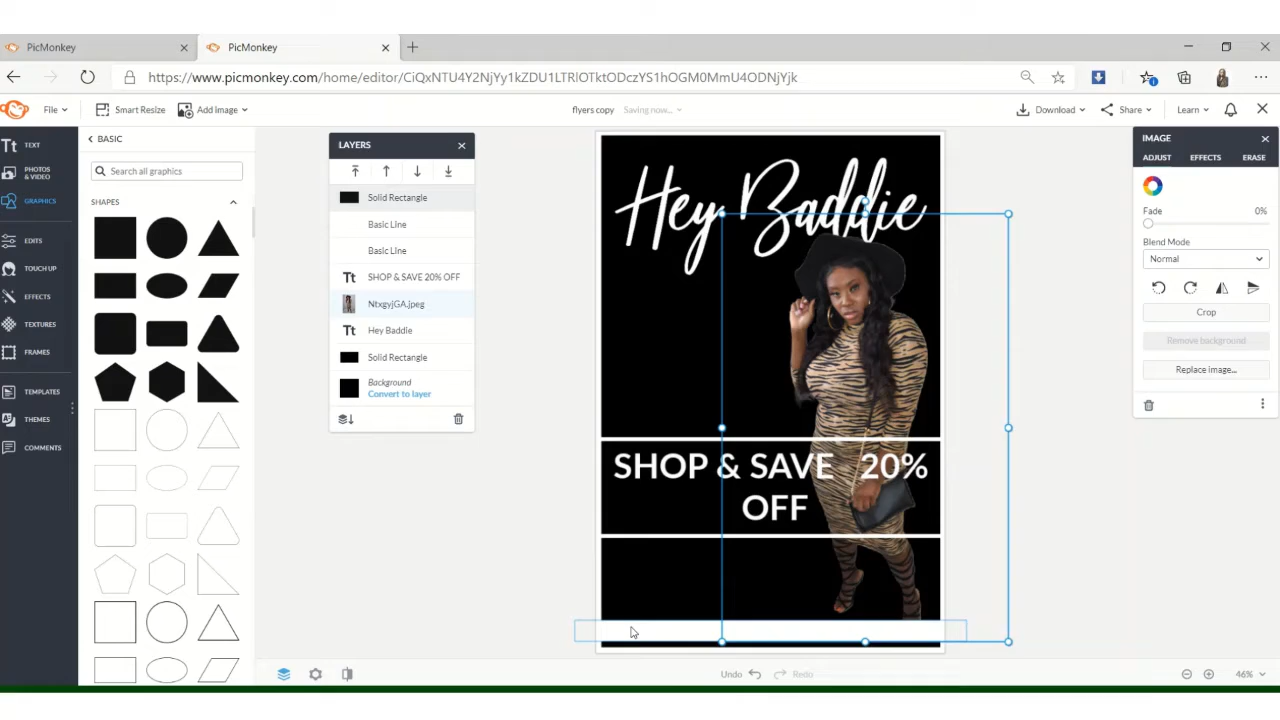 PicMonkey
PicMonkey
https://www.picmonkey.com/home/editor/CiQxNTU4Y2NjYy1kZDU1LTRlOTktODczYS1hOGM0MmU4ODNjYjk
File
Smart Resize
Add Image
flyers copy
Saving now...
Download
Share
Learn
TEXT
PHOTOS & VIDEO
GRAPHICS
EDITS
TOUCH UP
EFFECTS
TEXTURES
FRAMES
TEMPLATES
THEMES
COMMENTS
BASIC
Search all graphics
SHAPES
LAYERS
Solid Rectangle
Basic Line
Basic Line
Tt SHOP & SAVE 20% OFF
NtxgyjGA.jpeg
Tt Hey Baddie
Solid Rectangle
Background
Convert to layer
Hey Baddie
SHOP & SAVE 20%
OFF
IMAGE
ADJUST EFFECTS ERASE
Fade 0%
Blend Mode
Normal
Crop
Remove background
Replace image...
Undo
Redo
46%